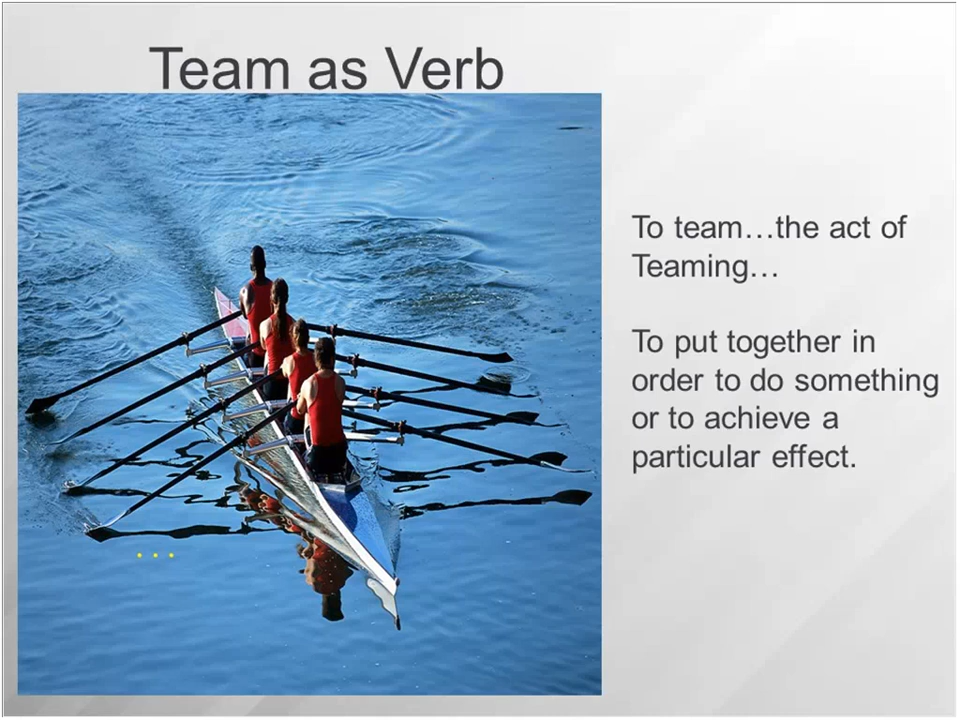 Team as Verb
To team…the act of
Teaming…
To put together in
order to do something
or to achieve a
particular effect.
...